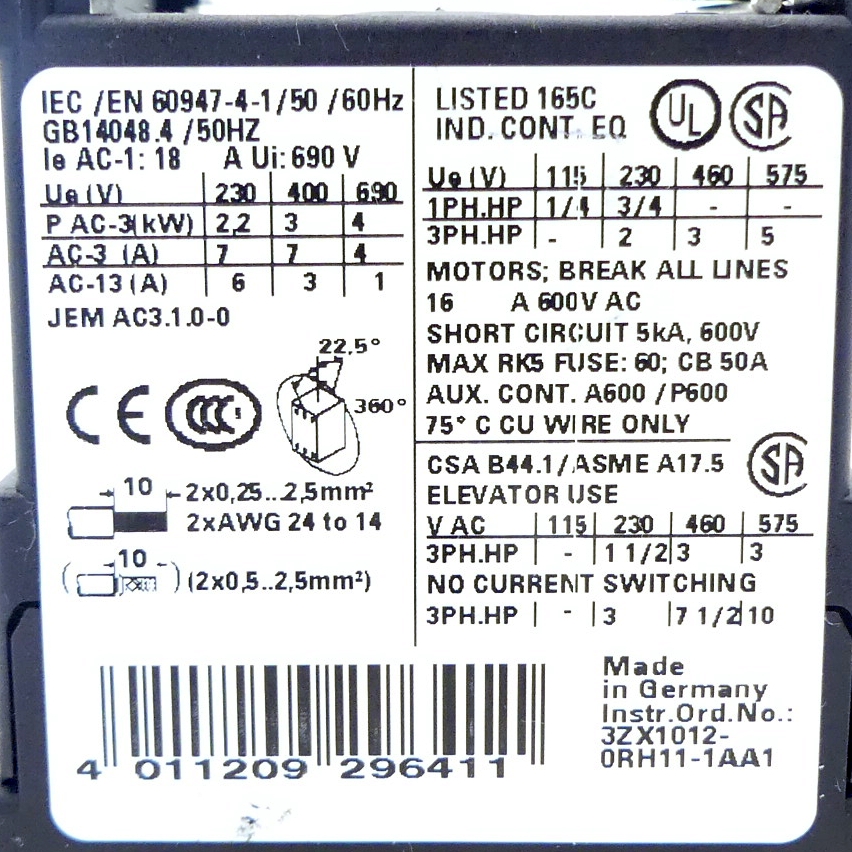 IEC /EN 60947-4-1/50 /60Hz
GB14048.4 /50HZ
Ie AC-1: 18 A Ui: 690 V
Ue (V) 230 400 690
P AC-3(kW) 2,2 3 4
AC-3 (A) 7 7 4
AC-13 (A) 6 3 1
JEM AC3.1.0-0
22,5°
360°
CE CCC
10 2x0,25...2,5mm²
2xAWG 24 to 14
10 (2x0,5..2,5mm²)
LISTED 165C
IND. CONT. EQ
UL SA
Ue (V) 115 230 460 575
1PH.HP 1/4 3/4 - -
3PH.HP - 2 3 5
MOTORS; BREAK ALL LINES
16 A 600V AC
SHORT CIRCUIT 5kA, 600V
MAX RK5 FUSE: 60; CB 50A
AUX. CONT. A600 /P600
75° C CU WIRE ONLY
CSA B44.1/ASME A17.5
ELEVATOR USE
SA
V AC 115 230 460 575
3PH.HP - 1 1/2 3 3
NO CURRENT SWITCHING
3PH.HP - 3 7 1/2 10
4 011209 296411
Made
in Germany
Instr.Ord.No.:
3ZX1012-
0RH11-1AA1